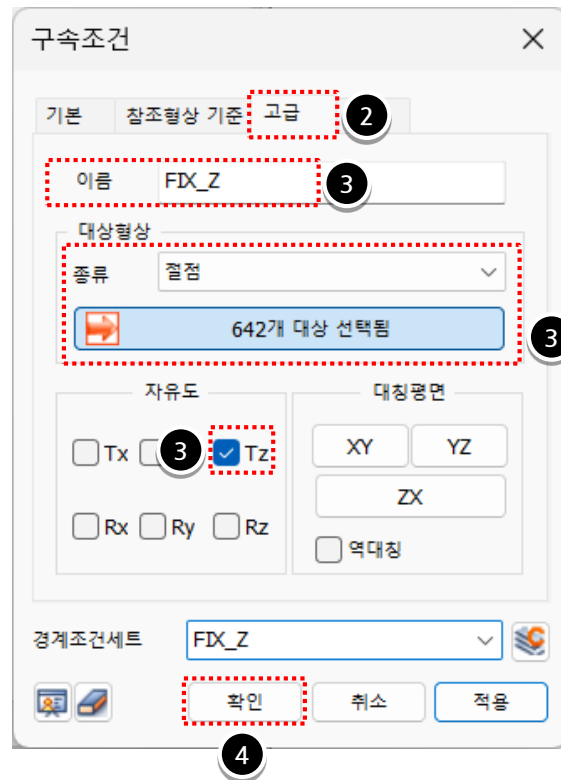 구속조건
기본 참조형상 기준 고급 2
이름 FIX_Z 3
대상형상
종류 절점
642개 대상 선택됨 3
자유도 대칭평면
Tx 3 Tz XY YZ
ZX
Rx Ry Rz
역대칭
경계조건세트 FIX_Z
확인 취소 적용
4